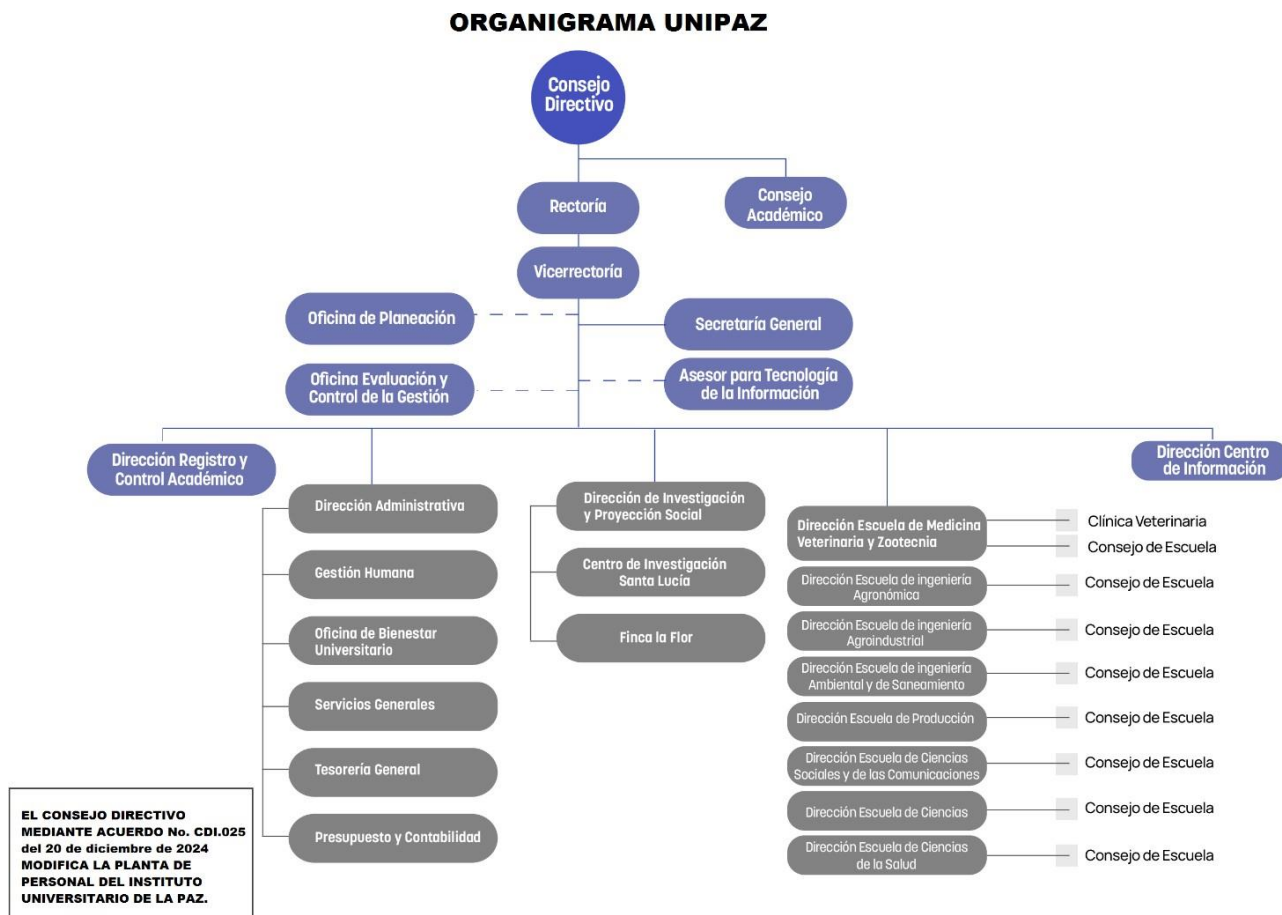 ORGANIGRAMA UNIPAZ
Consejo
Directivo
Rectoría
Consejo
Académico
Vicerrectoría
Oficina de Planeación
Secretaría General
Oficina Evaluación y
Control de la Gestión
Asesor para Tecnología
de la Información
Dirección Registro y
Control Académico
Dirección Centro
de Información
Dirección Administrativa
Gestión Humana
Oficina de Bienestar
Universitario
Servicios Generales
Tesorería General
Presupuesto y Contabilidad
Dirección de Investigación
y Proyección Social
Centro de Investigación
Santa Lucía
Finca la Flor
Dirección Escuela de Medicina
Veterinaria y Zootecnia
Clínica Veterinaria
Consejo de Escuela
Dirección Escuela de ingeniería
Agronómica
Consejo de Escuela
Dirección Escuela de ingeniería
Agroindustrial
Consejo de Escuela
Dirección Escuela de ingeniería
Ambiental y de Saneamiento
Consejo de Escuela
Dirección Escuela de Producción
Consejo de Escuela
Dirección Escuela de Ciencias
Sociales y de las Comunicaciones
Consejo de Escuela
Dirección Escuela de Ciencias
Consejo de Escuela
Dirección Escuela de Ciencias
de la Salud
Consejo de Escuela
EL CONSEJO DIRECTIVO
MEDIANTE ACUERDO No. CDI.025
del 20 de diciembre de 2024
MODIFICA LA PLANTA DE
PERSONAL DEL INSTITUTO
UNIVERSITARIO DE LA PAZ.